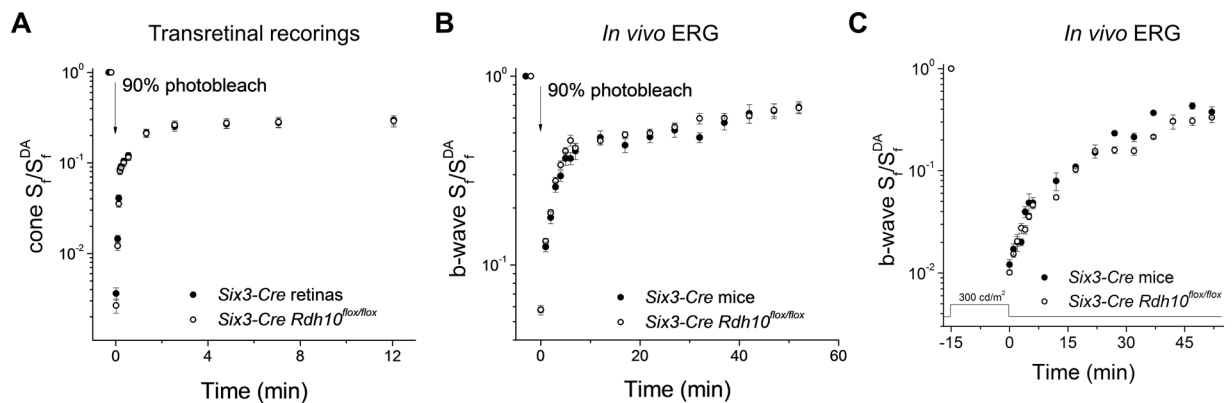 A
Transretinal recorings
cone S_f/S_f^DA
10^0
10^-1
10^-2
90% photobleach
Six3-Cre retinas
Six3-Cre Rdh10^flox/flox
0 4 8 12
Time (min)
B
In vivo ERG
b-wave S_f/S_f^DA
10^0
10^-1
90% photobleach
Six3-Cre mice
Six3-Cre Rdh10^flox/flox
0 20 40 60
Time (min)
C
In vivo ERG
b-wave S_f/S_f^DA
10^0
10^-1
10^-2
Six3-Cre mice
300 cd/m^2
Six3-Cre Rdh10^flox/flox
-15 0 15 30 45
Time (min)